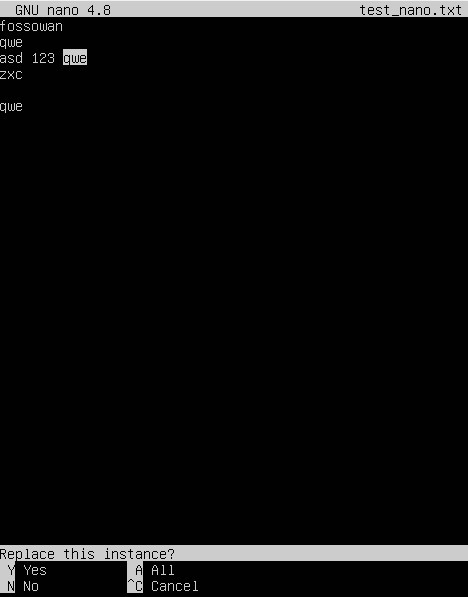 GNU nano 4.8 test_nano.txt
fossowan
qwe
asd 123 qwe
zxc
qwe
Replace this instance?
Y Yes A All
N No ^C Cancel